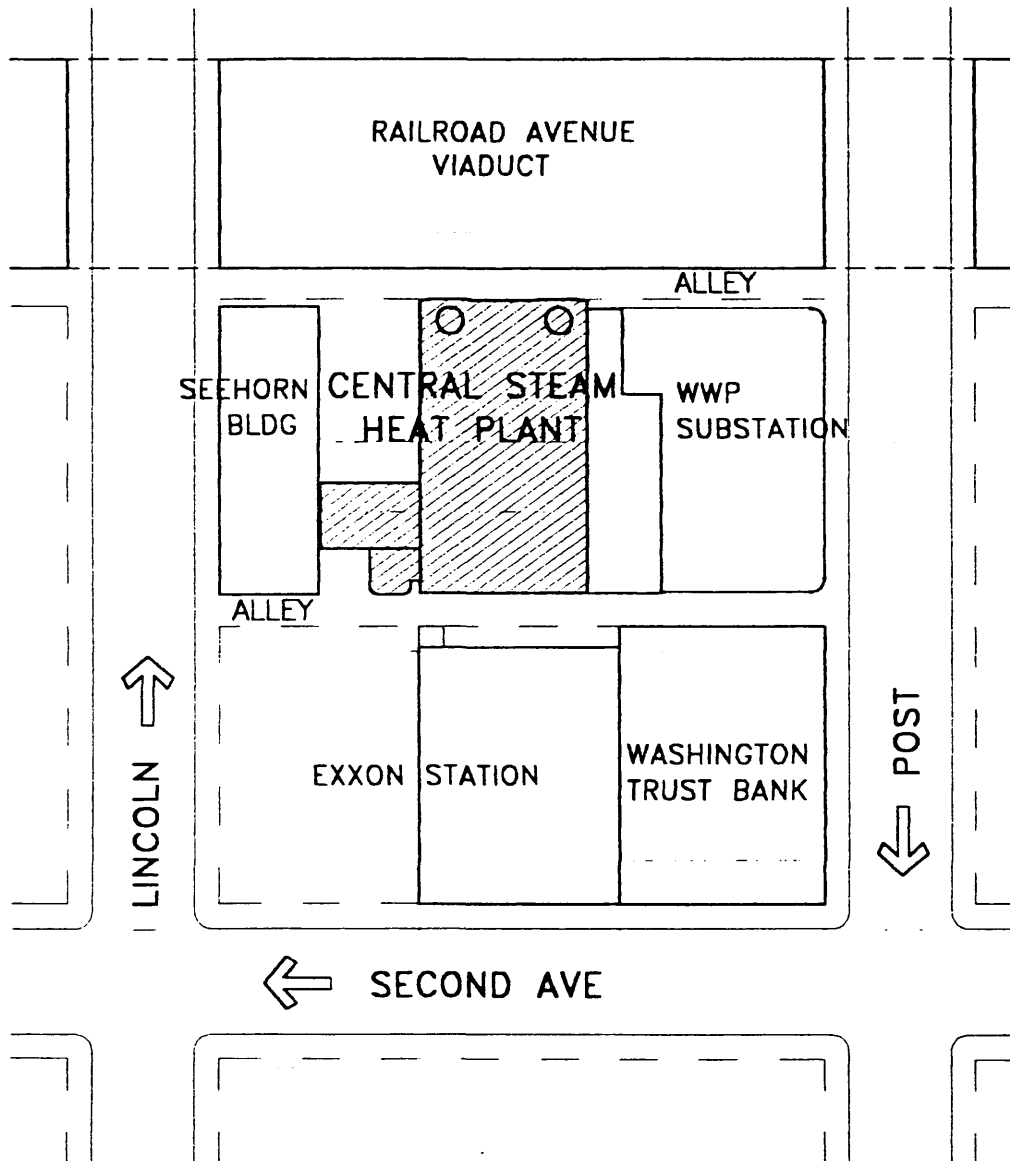 RAILROAD AVENUE
VIADUCT
ALLEY
SEEHORN
BLDG
CENTRAL STEAM
HEAT PLANT
WWP
SUBSTATION
ALLEY
LINCOLN
EXXON STATION
WASHINGTON
TRUST BANK
POST
SECOND AVE